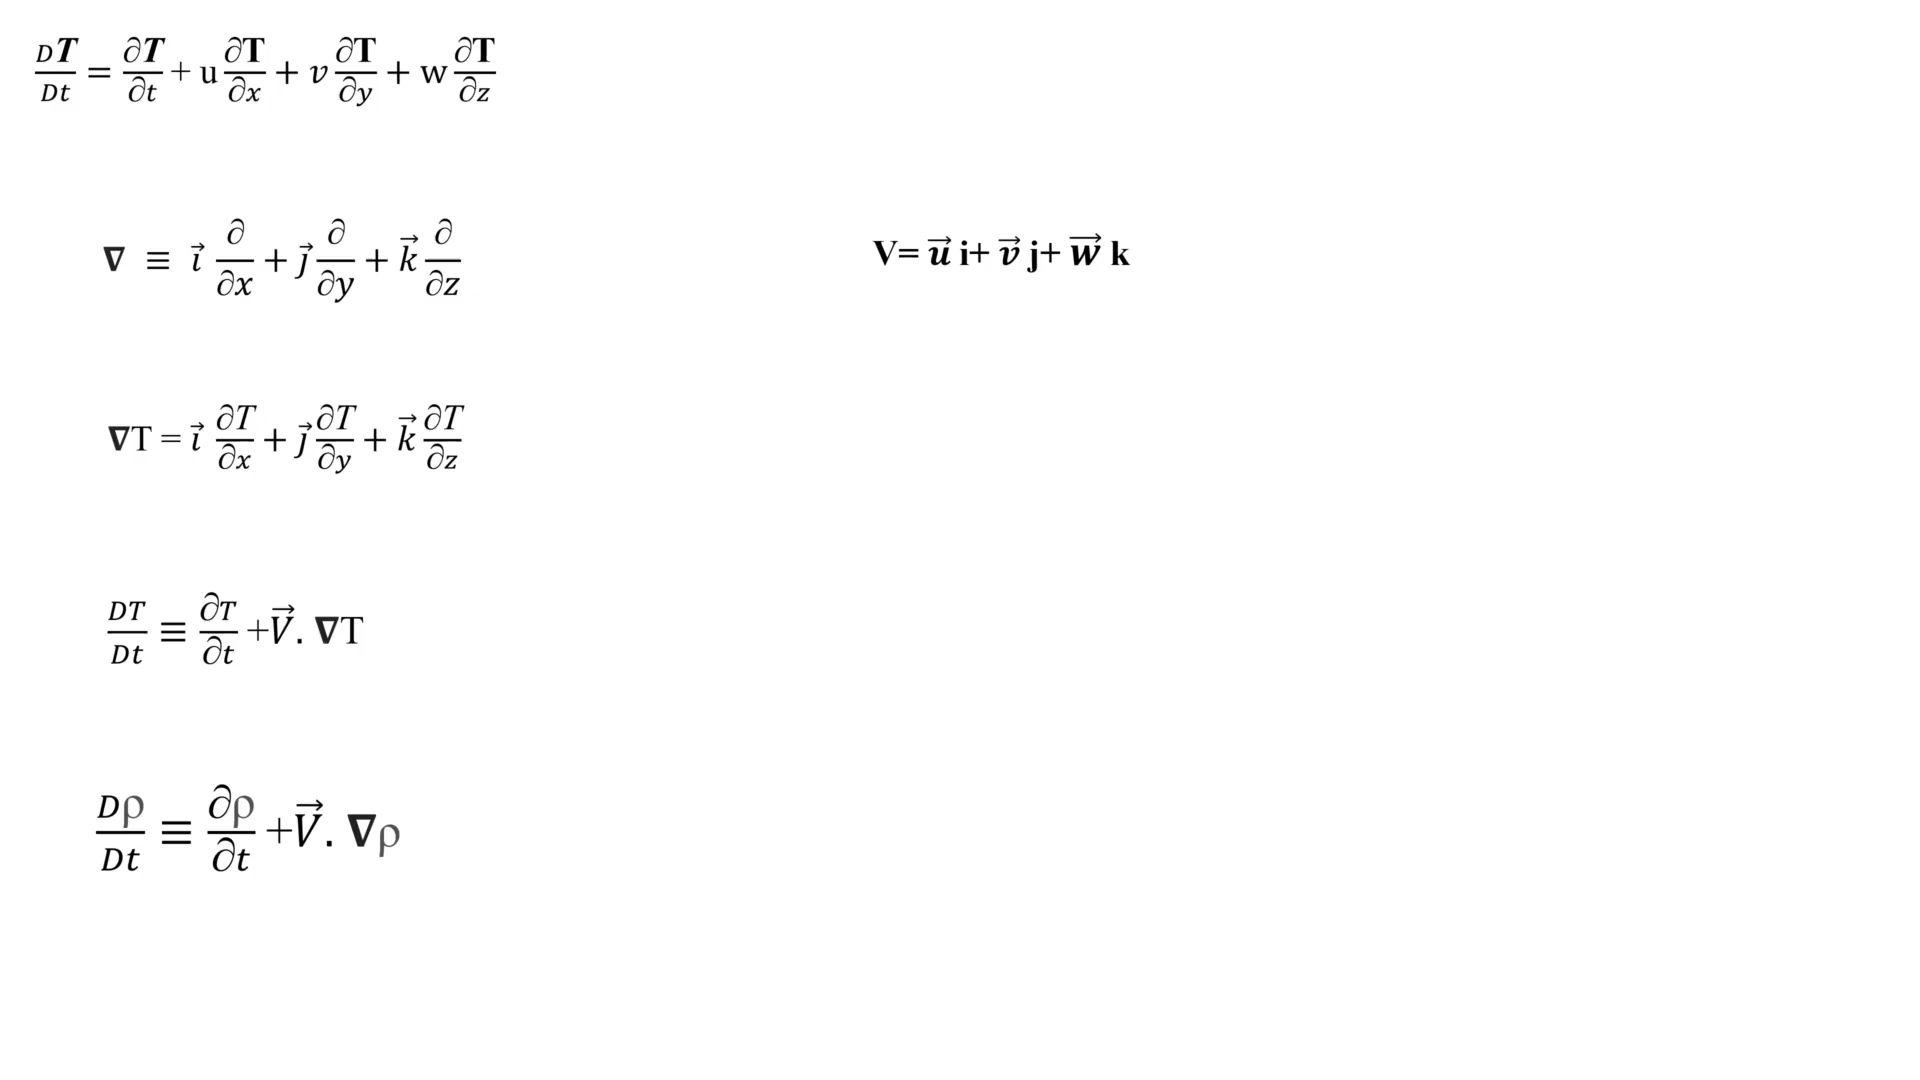 D𝑻/Dt = ∂𝑻/∂t + u ∂𝐓/∂x + v ∂𝐓/∂y + w ∂𝐓/∂z
∇ ≡ i⃗ ∂/∂x + j⃗ ∂/∂y + k⃗ ∂/∂z
V= u⃗ i+ v⃗ j+ w⃗ k
∇T = i⃗ ∂T/∂x + j⃗ ∂T/∂y + k⃗ ∂T/∂z
DT/Dt ≡ ∂T/∂t +V⃗. ∇T
Dρ/Dt ≡ ∂ρ/∂t +V⃗. ∇ρ